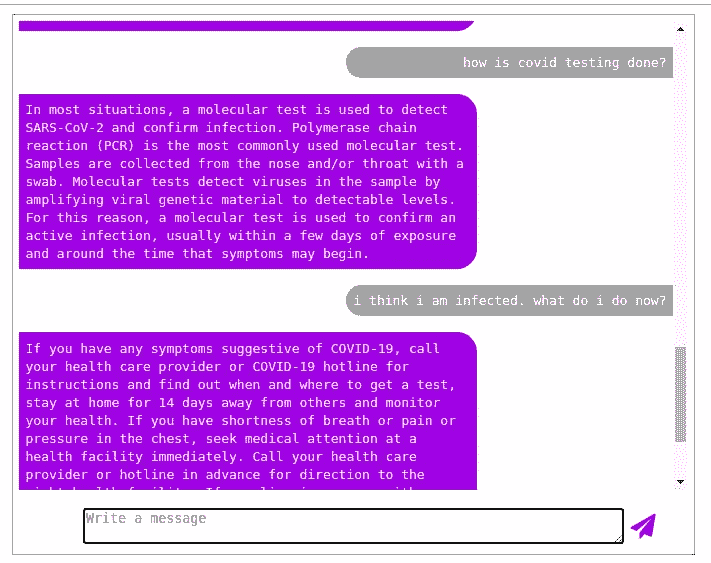 how is covid testing done?
In most situations, a molecular test is used to detect
SARS-CoV-2 and confirm infection. Polymerase chain
reaction (PCR) is the most commonly used molecular test.
Samples are collected from the nose and/or throat with a
swab. Molecular tests detect viruses in the sample by
amplifying viral genetic material to detectable levels.
For this reason, a molecular test is used to confirm an
active infection, usually within a few days of exposure
and around the time that symptoms may begin.
i think i am infected. what do i do now?
If you have any symptoms suggestive of COVID-19, call
your health care provider or COVID-19 hotline for
instructions and find out when and where to get a test,
stay at home for 14 days away from others and monitor
your health. If you have shortness of breath or pain or
pressure in the chest, seek medical attention at a
health facility immediately. Call your health care
provider or hotline in advance for direction to the
Write a message